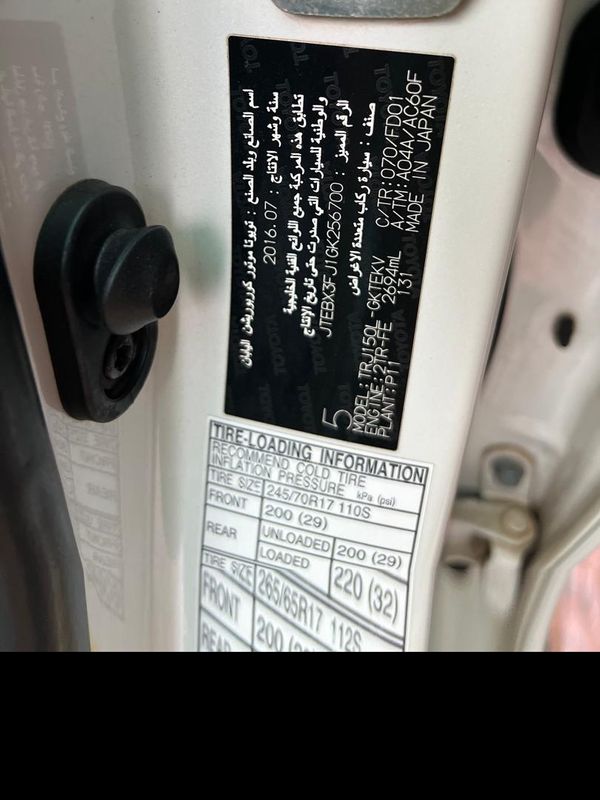 اسم الصانع وبلد الصنع : تويوتا موتور كوربوريشن اليابان
سنة وشهر الانتاج : 2016.07
تطابق هذه المركبة جميع اللوائح الفنية الخليجية
والوطنية للسيارات التي صدرت حتى تاريخ الإنتاج
الرقم المميز : JTEBX3FJ1GK256700
صنف : سيارة ركاب متعددة الاغراض
5
MODEL: TRJ150L -GKTEKV C/TR: 070/FD01
ENGINE: 2TR-FE 2694mL A/TM: A04A/AC60F
PLANT: P11 131 MADE IN JAPAN
TIRE-LOADING INFORMATION
RECOMMEND COLD TIRE
INFLATION PRESSURE kPa (psi)
TIRE SIZE 245/70R17 110S
FRONT 200 (29)
REAR UNLOADED 200 (29)
LOADED 220 (32)
TIRE SIZE 265/65R17 112S
FRONT 200
REAR